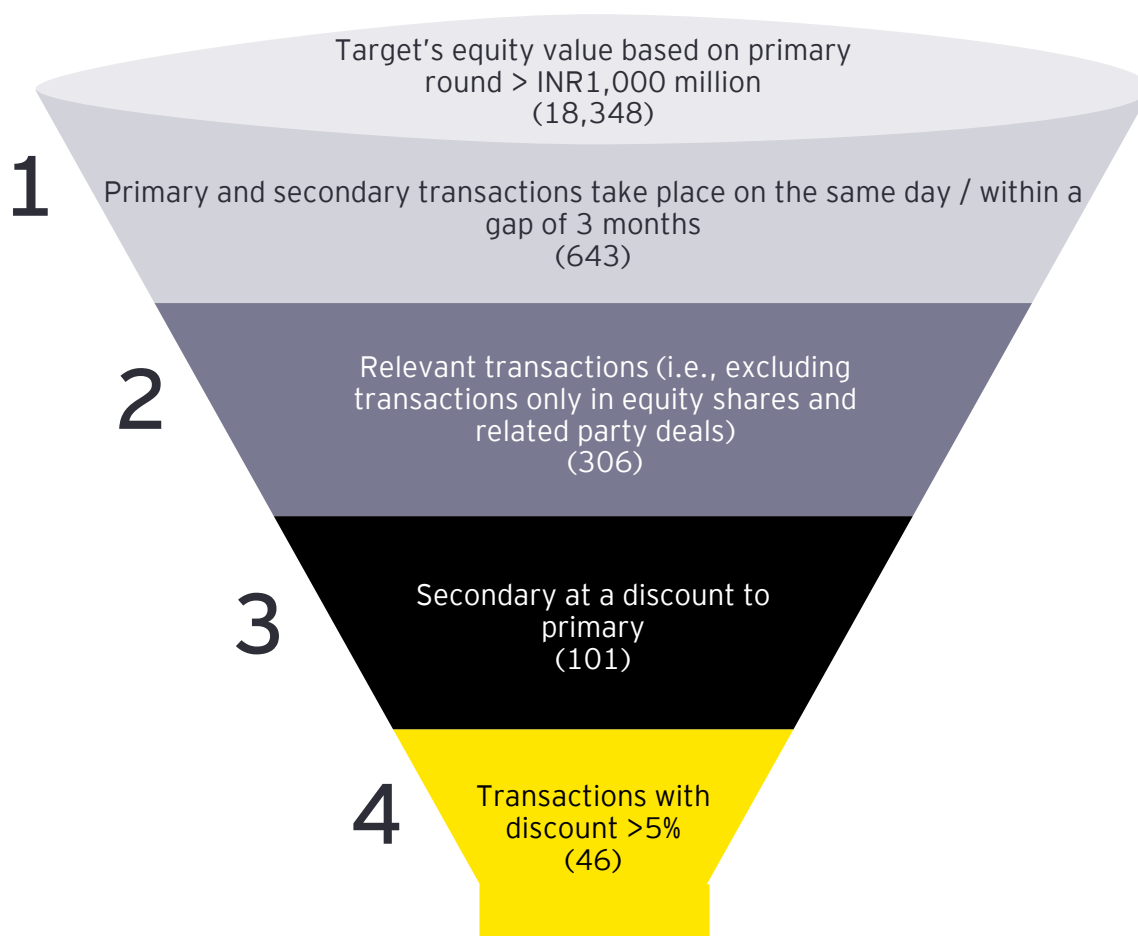 Target's equity value based on primary
round > INR1,000 million
(18,348)
1
Primary and secondary transactions take place on the same day / within a
gap of 3 months
(643)
2
Relevant transactions (i.e., excluding
transactions only in equity shares and
related party deals)
(306)
3
Secondary at a discount to
primary
(101)
4
Transactions with
discount >5%
(46)